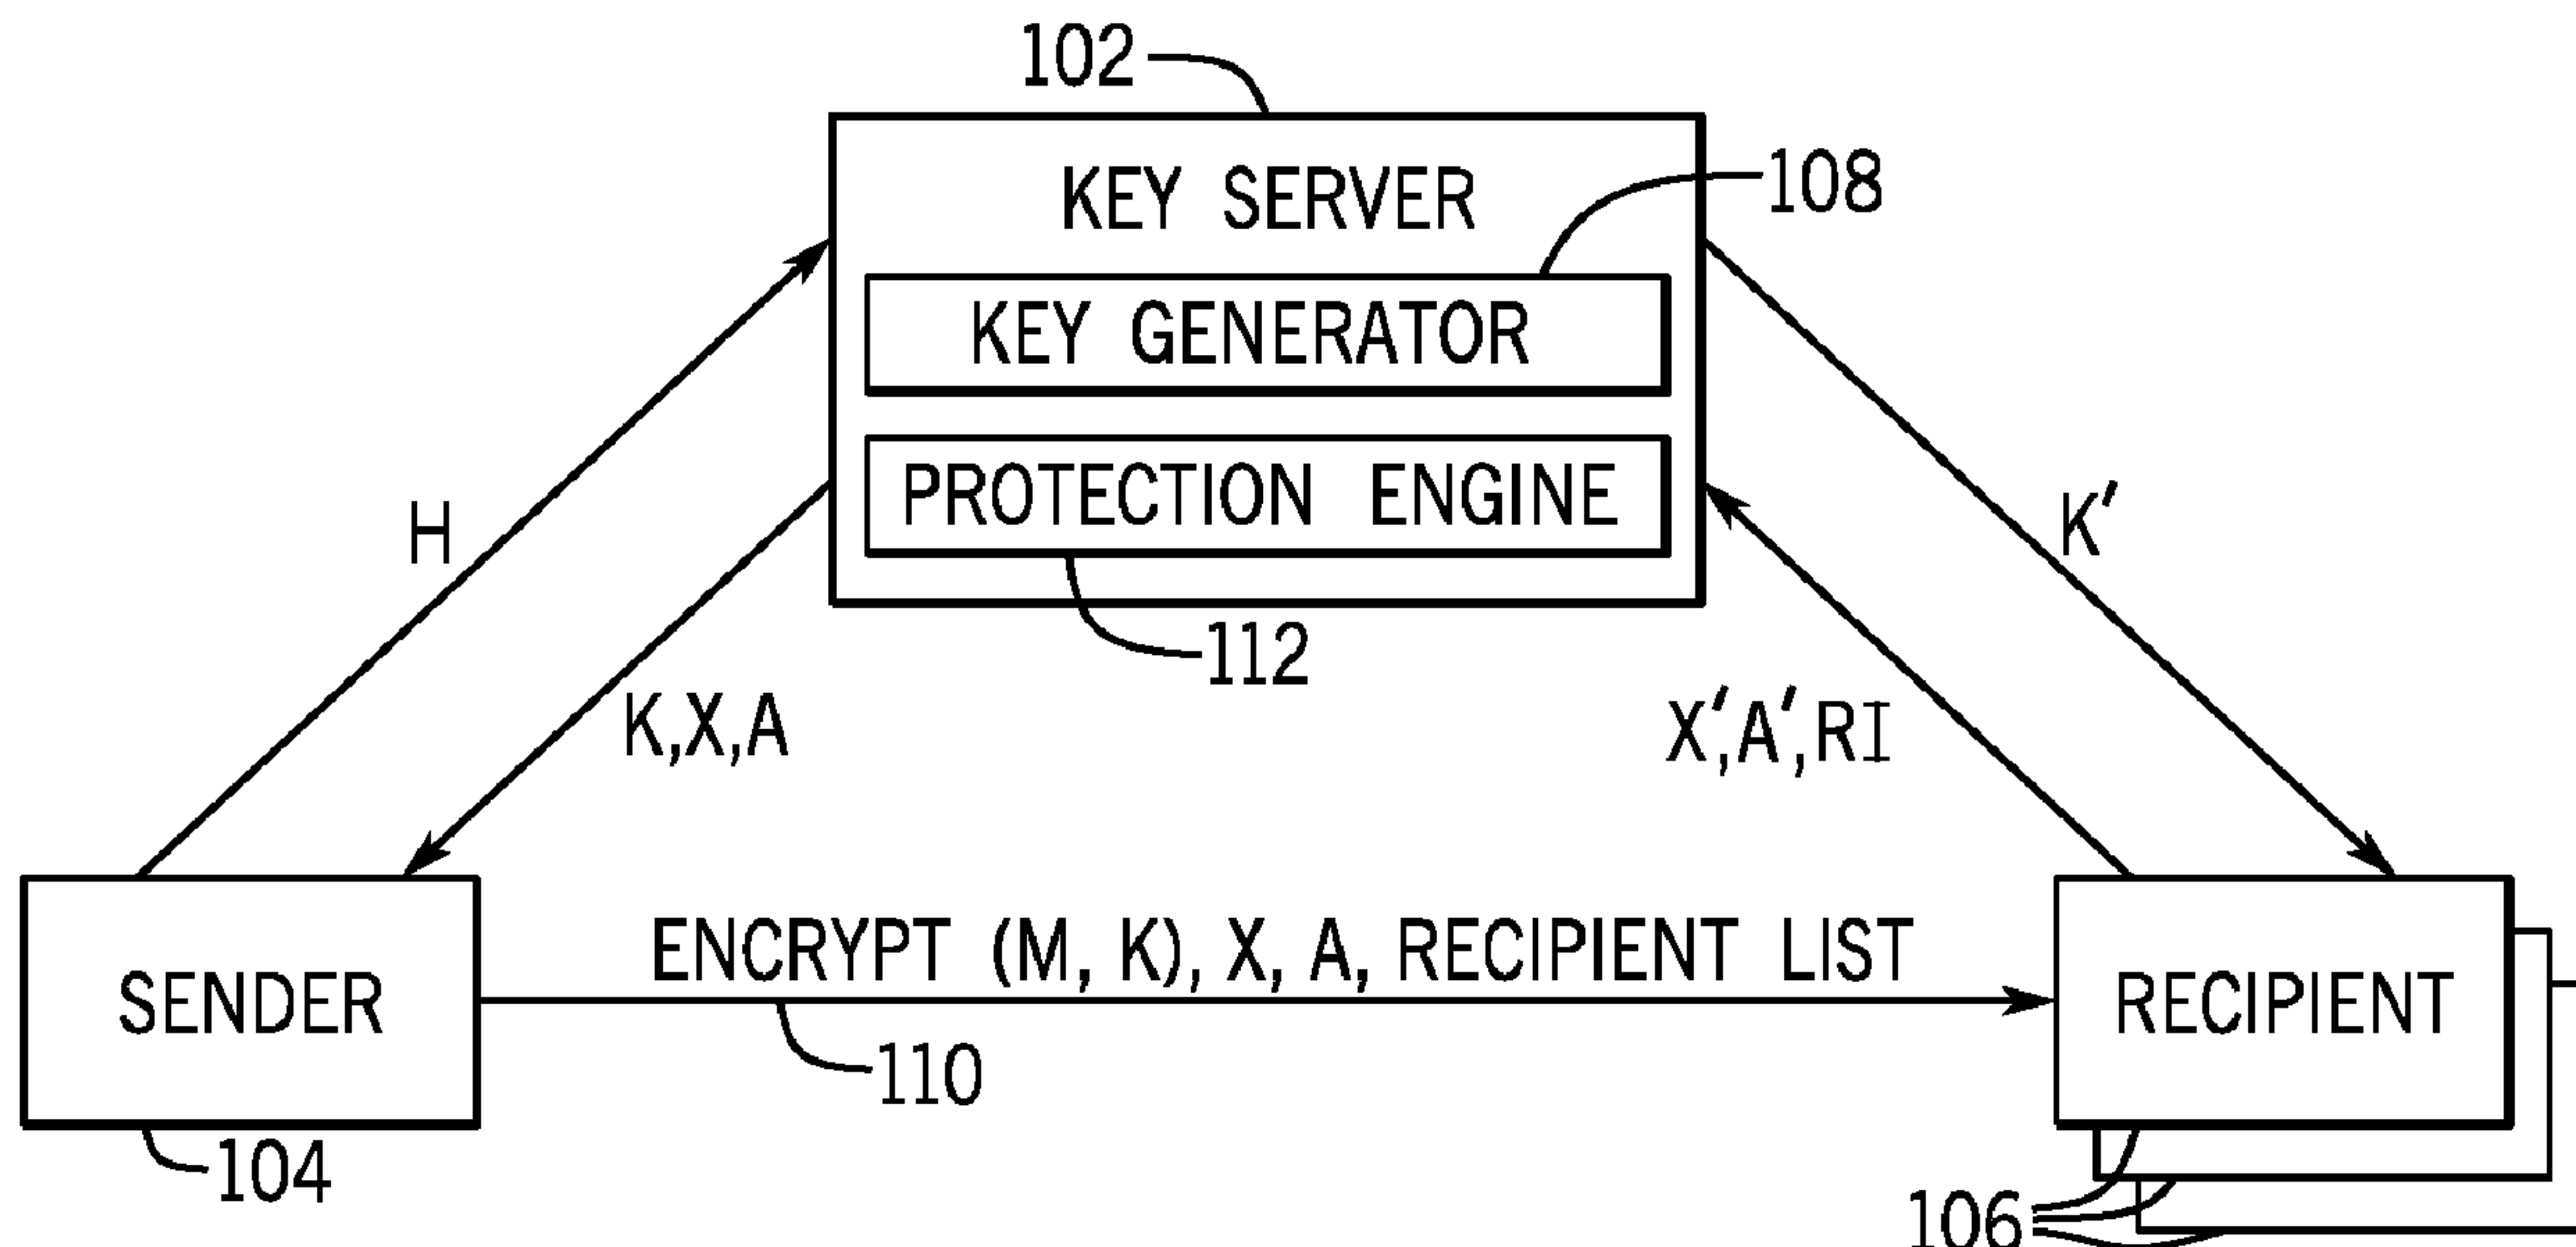 102
KEY SERVER
108
KEY GENERATOR
PROTECTION ENGINE
H
K'
112
K,X,A
X',A',RI
ENCRYPT (M, K), X, A, RECIPIENT LIST
SENDER
RECIPIENT
110
104
106